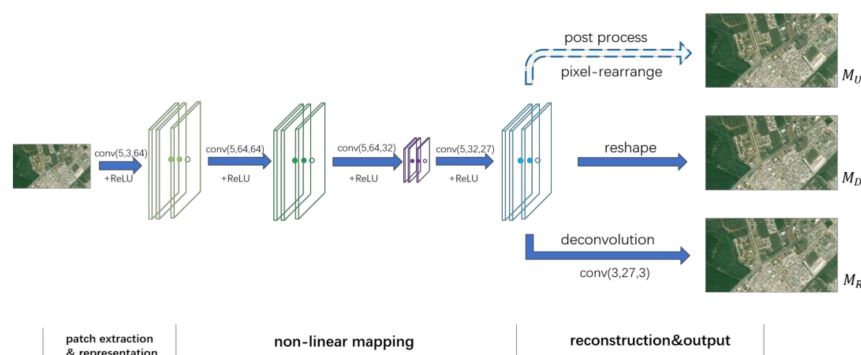 post process
pixel-rearrange
M_U
conv(5,3,64)
+ReLU
conv(5,64,64)
+ReLU
conv(5,64,32)
+ReLU
conv(5,32,27)
+ReLU
reshape
M_D
deconvolution
conv(3,27,3)
M_R
patch extraction
& representation
non-linear mapping
reconstruction&output